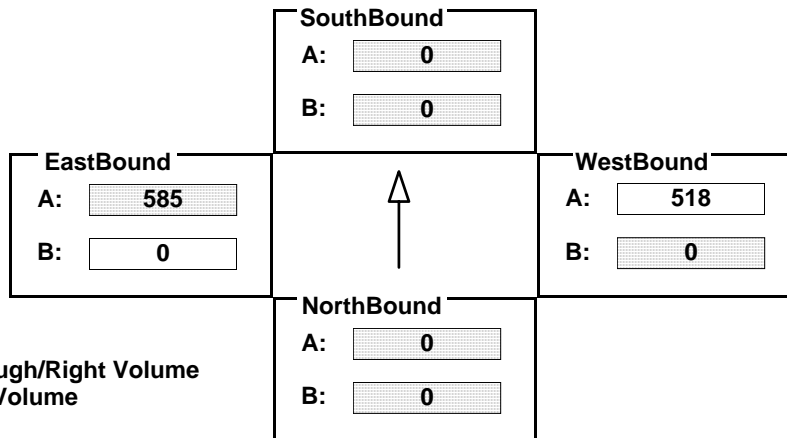 SouthBound
A: 0
B: 0
EastBound
A: 585
B: 0
WestBound
A: 518
B: 0
NorthBound
A: 0
B: 0
ugh/Right Volume
Volume